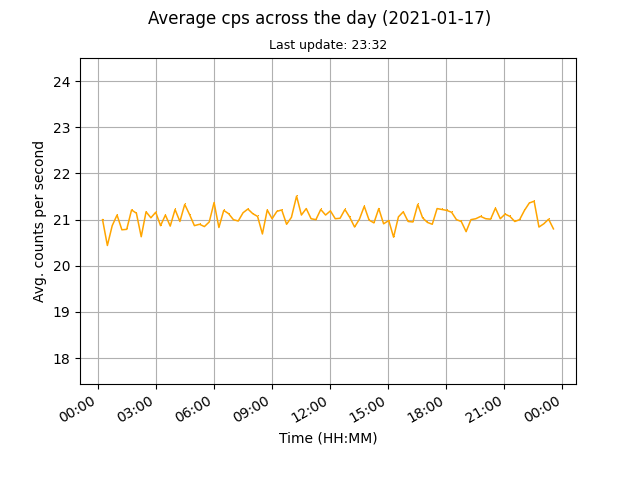 Average cps across the day (2021-01-17)
Last update: 23:32
24
23
22
21
20
19
18
Avg. counts per second
00:00 03:00 06:00 09:00 12:00 15:00 18:00 21:00 00:00
Time (HH:MM)